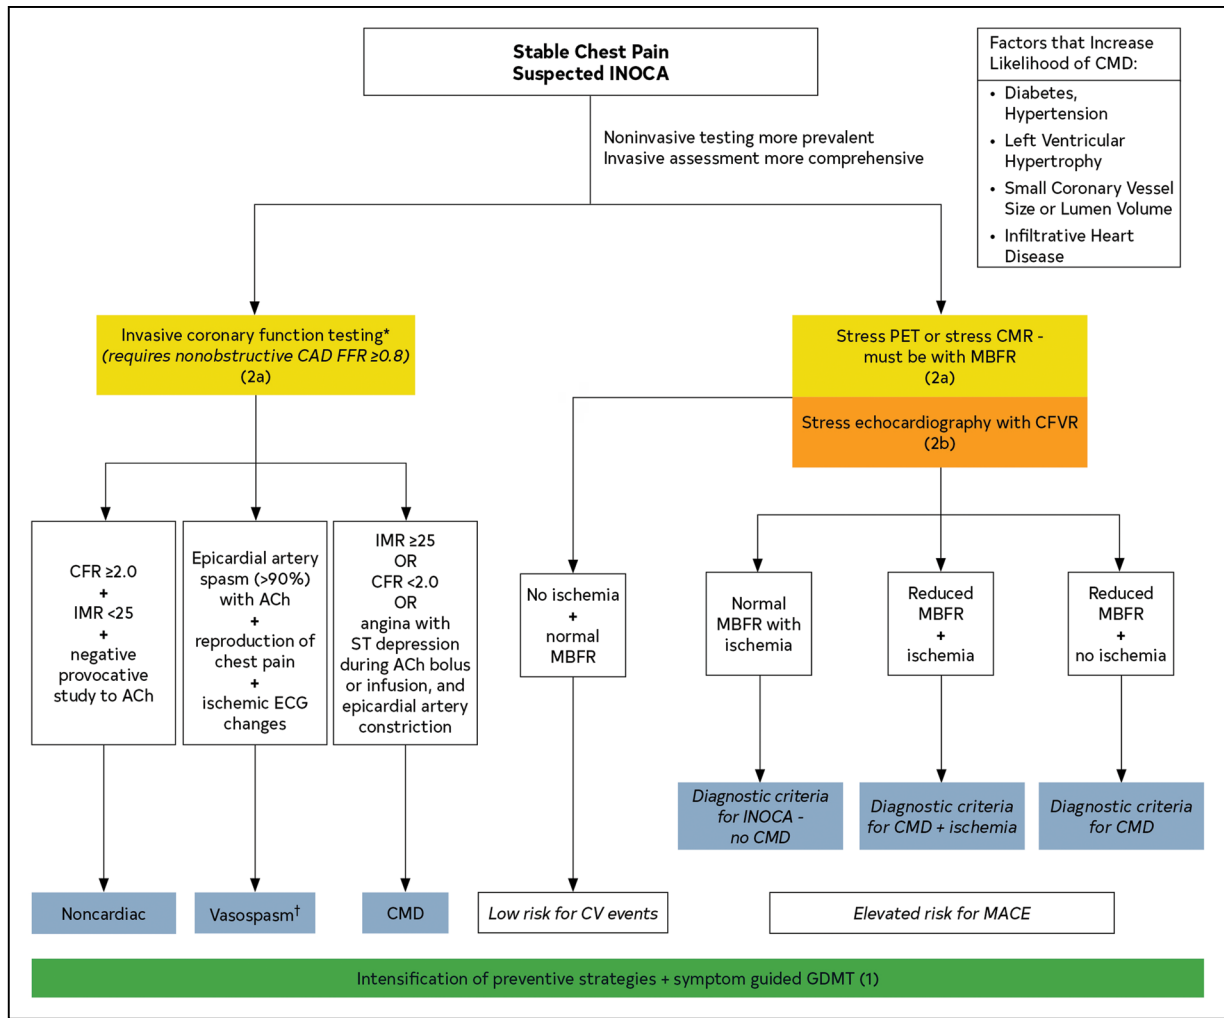 Stable Chest Pain
Suspected INOCA
Factors that Increase
Likelihood of CMD:
• Diabetes,
Hypertension
• Left Ventricular
Hypertrophy
• Small Coronary Vessel
Size or Lumen Volume
• Infiltrative Heart
Disease
Noninvasive testing more prevalent
Invasive assessment more comprehensive
Invasive coronary function testing*
(requires nonobstructive CAD FFR ≥0.8)
(2a)
Stress PET or stress CMR -
must be with MBFR
(2a)
Stress echocardiography with CFVR
(2b)
CFR ≥2.0
+
IMR <25
+
negative
provocative
study to ACh
Epicardial artery
spasm (>90%)
with ACh
+
reproduction of
chest pain
+
ischemic ECG
changes
IMR ≥25
OR
CFR <2.0
OR
angina with
ST depression
during ACh bolus
or infusion, and
epicardial artery
constriction
No ischemia
+
normal
MBFR
Normal
MBFR with
ischemia
Reduced
MBFR
+
ischemia
Reduced
MBFR
+
no ischemia
Diagnostic criteria
for INOCA -
no CMD
Diagnostic criteria
for CMD + ischemia
Diagnostic criteria
for CMD
Noncardiac
Vasospasm†
CMD
Low risk for CV events
Elevated risk for MACE
Intensification of preventive strategies + symptom guided GDMT (1)